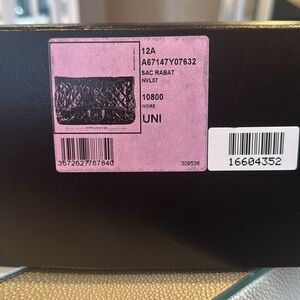 12A
A67147Y07632
SAC RABAT
NVL07
10800
IVOIRE
UNI
3572627787840
309536
16604352